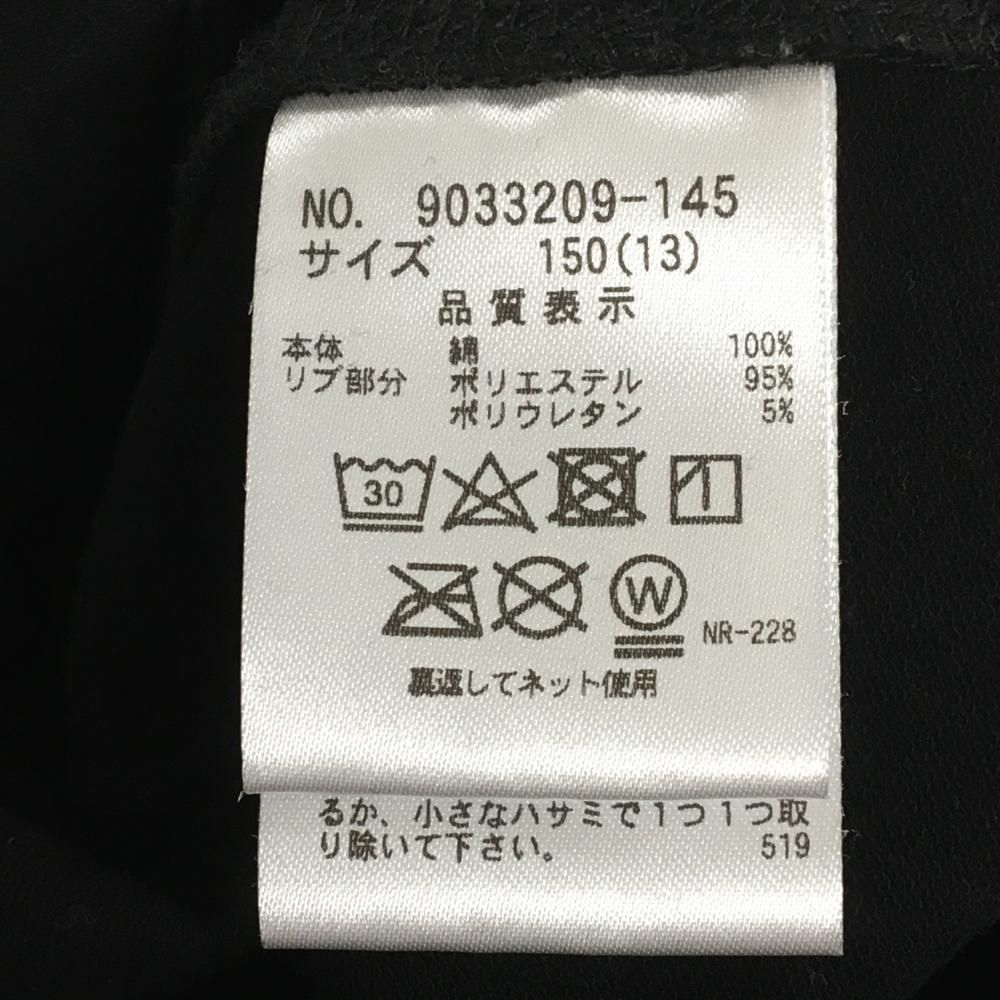 NO. 9033209-145
サイズ 150(13)
品質表示
本体 綿 100%
リブ部分 ポリエステル 95%
ポリウレタン 5%
30
W NR-228
裏返してネット使用
るか、小さなハサミで1つ1つ取
り除いて下さい。 519